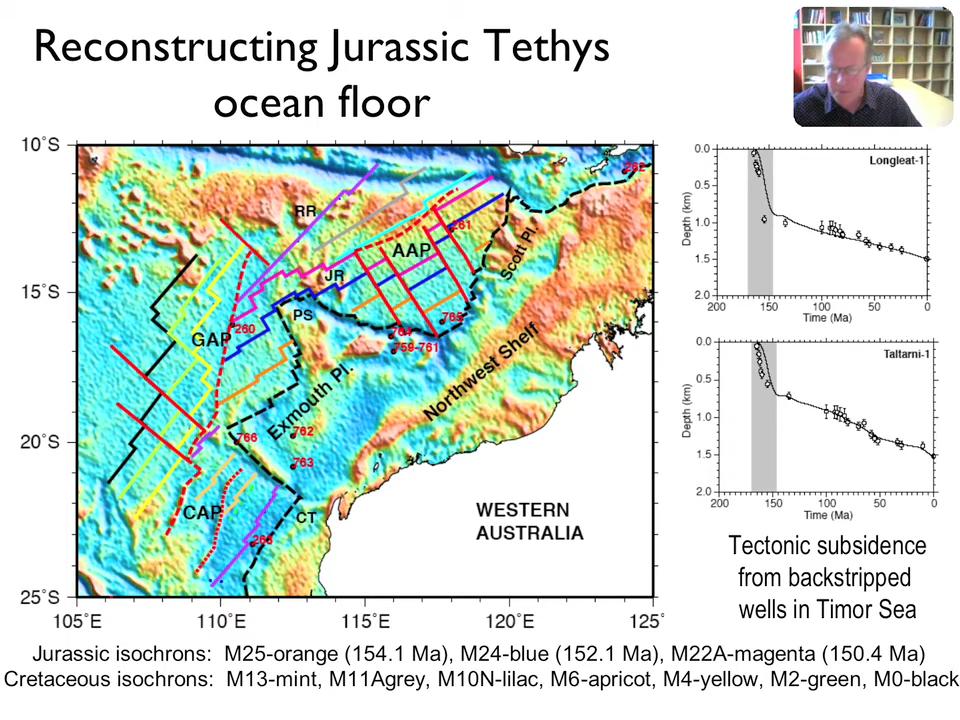 Reconstructing Jurassic Tethys
ocean floor
10°S
15°S
20°S
25°S
105°E
110°E
115°E
120°E
125°
RR
262
261
AAP
Scott Pl.
JR
PS
765
764
759-761
260
GAP
Northwest Shelf
Exmouth Pl.
766
762
763
CAP
CT
263
WESTERN
AUSTRALIA
Longleat-1
Depth (km)
0.0
0.5
1.0
1.5
2.0
200 150 100 50 0
Time (Ma)
Taltarni-1
Depth (km)
0.0
0.5
1.0
1.5
2.0
200 150 100 50 0
Time (Ma)
Tectonic subsidence
from backstripped
wells in Timor Sea
Jurassic isochrons: M25-orange (154.1 Ma), M24-blue (152.1 Ma), M22A-magenta (150.4 Ma)
Cretaceous isochrons: M13-mint, M11Agrey, M10N-lilac, M6-apricot, M4-yellow, M2-green, M0-black